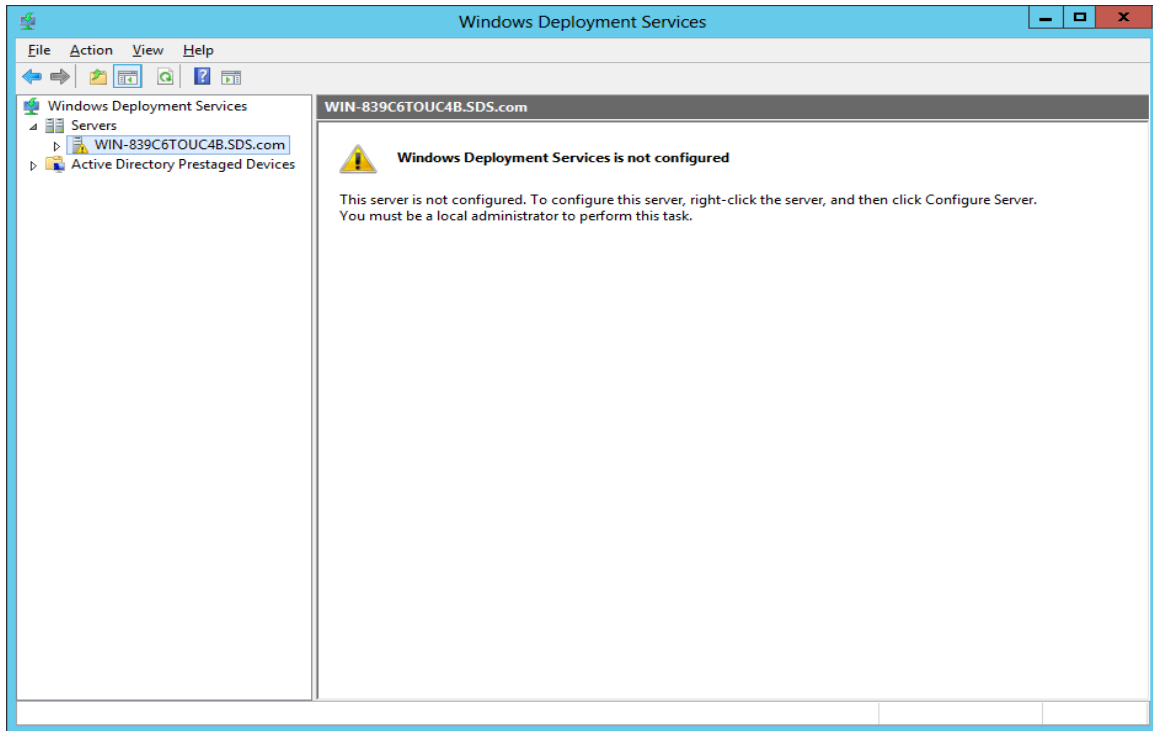 Windows Deployment Services
File Action View Help
Windows Deployment Services
Servers
WIN-839C6TOUC4B.SDS.com
Active Directory Prestaged Devices
WIN-839C6TOUC4B.SDS.com
Windows Deployment Services is not configured
This server is not configured. To configure this server, right-click the server, and then click Configure Server.
You must be a local administrator to perform this task.